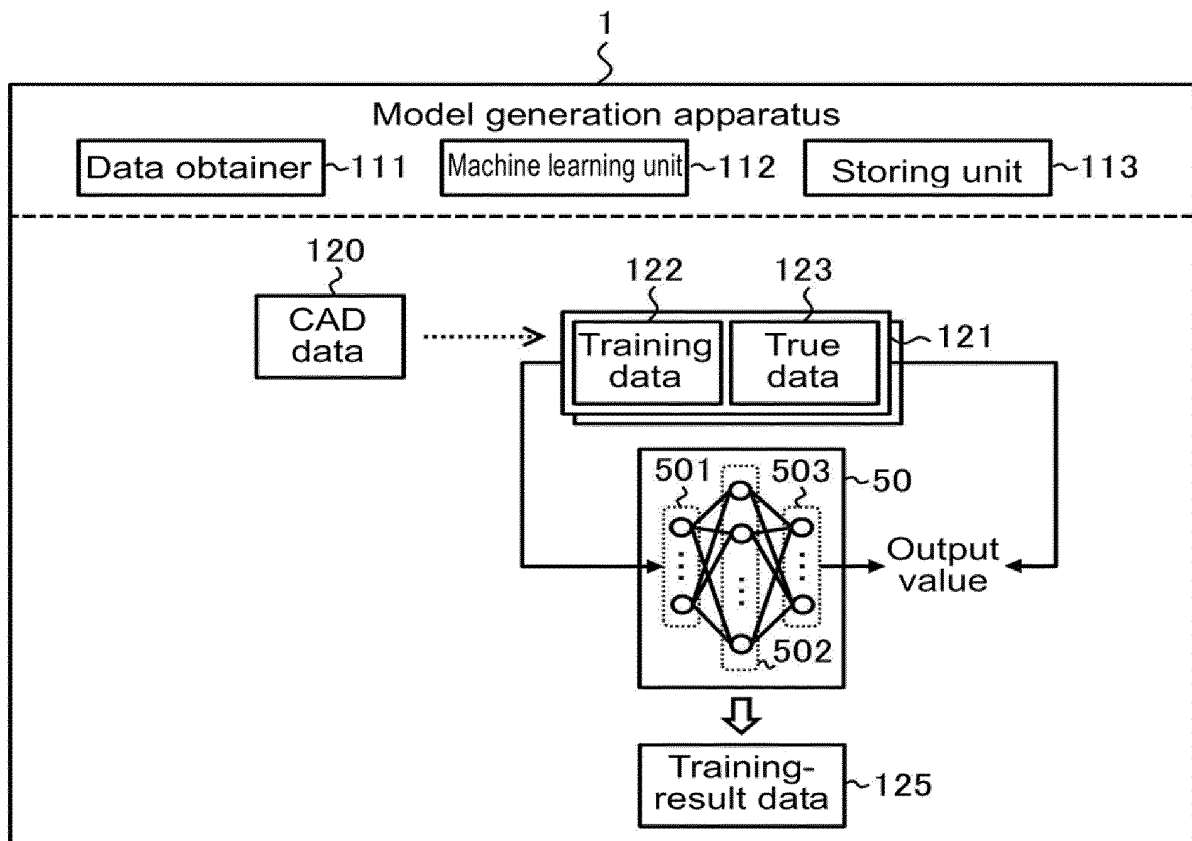 1
Model generation apparatus
Data obtainer 111 Machine learning unit 112 Storing unit 113
120
122 123
CAD
data
Training
data
True
data
121
501 503
50
Output
value
502
Training-
result data
125